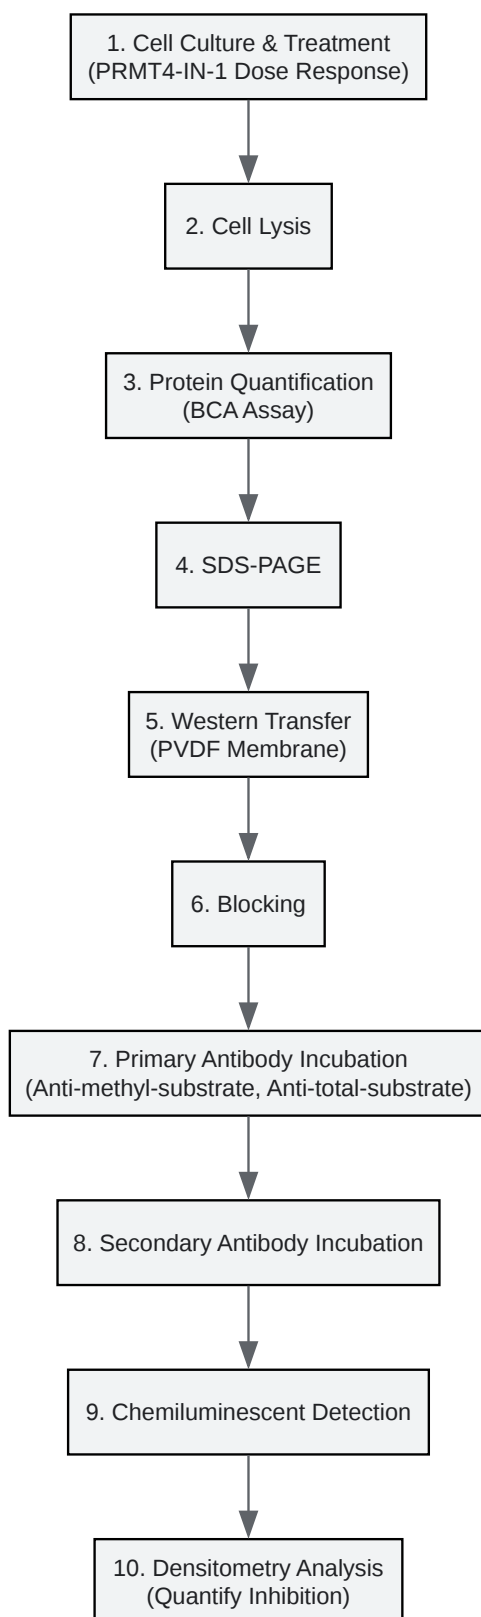 1. Cell Culture & Treatment
(PRMT4-IN-1 Dose Response)
2. Cell Lysis
3. Protein Quantification
(BCA Assay)
4. SDS-PAGE
5. Western Transfer
(PVDF Membrane)
6. Blocking
7. Primary Antibody Incubation
(Anti-methyl-substrate, Anti-total-substrate)
8. Secondary Antibody Incubation
9. Chemiluminescent Detection
10. Densitometry Analysis
(Quantify Inhibition)